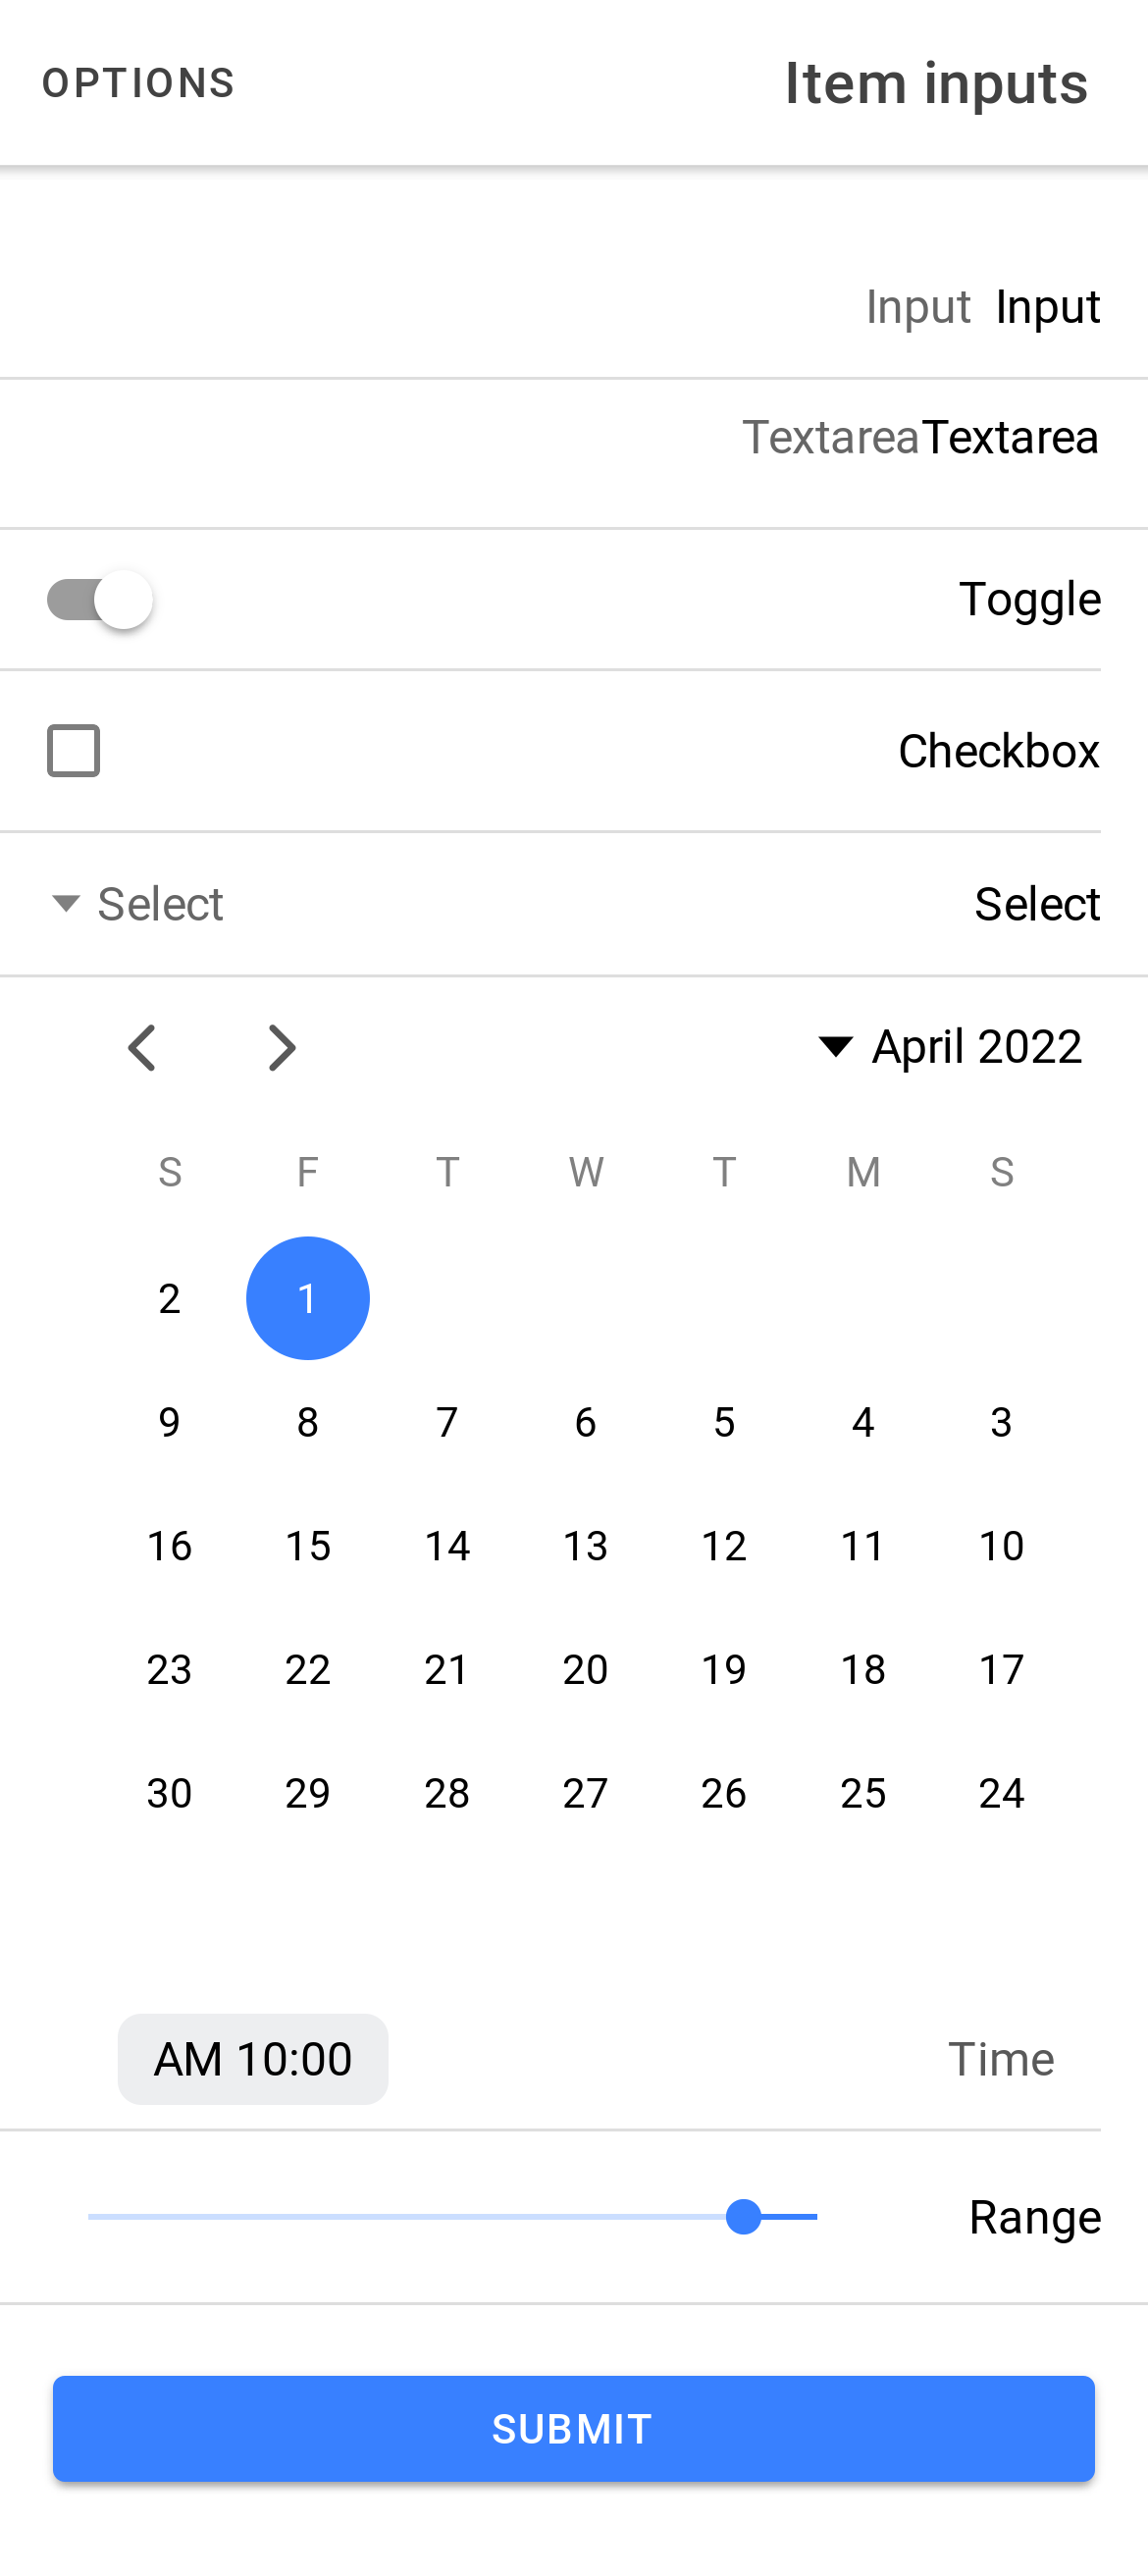 Item inputs
OPTIONS
Input Input
Textarea Textarea
Toggle
Checkbox
Select
Select
April 2022
S M T W T F S
1 2
3 4 5 6 7 8 9
10 11 12 13 14 15 16
17 18 19 20 21 22 23
24 25 26 27 28 29 30
Time
AM 10:00
Range
SUBMIT